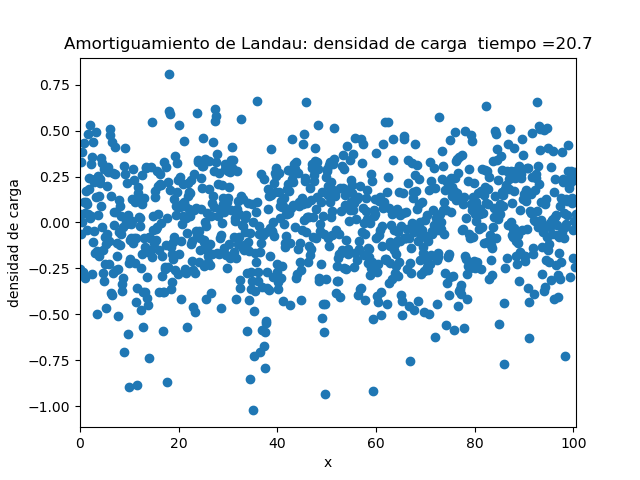 Amortiguamiento de Landau: densidad de carga  tiempo =20.7
densidad de carga
0.75
0.50
0.25
0.00
−0.25
−0.50
−0.75
−1.00
0 20 40 60 80 100
x